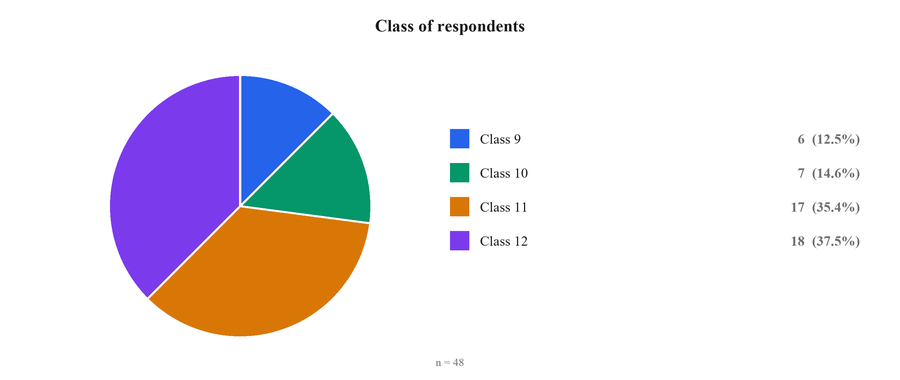 Class of respondents
Class 9 6 (12.5%)
Class 10 7 (14.6%)
Class 11 17 (35.4%)
Class 12 18 (37.5%)
n = 48